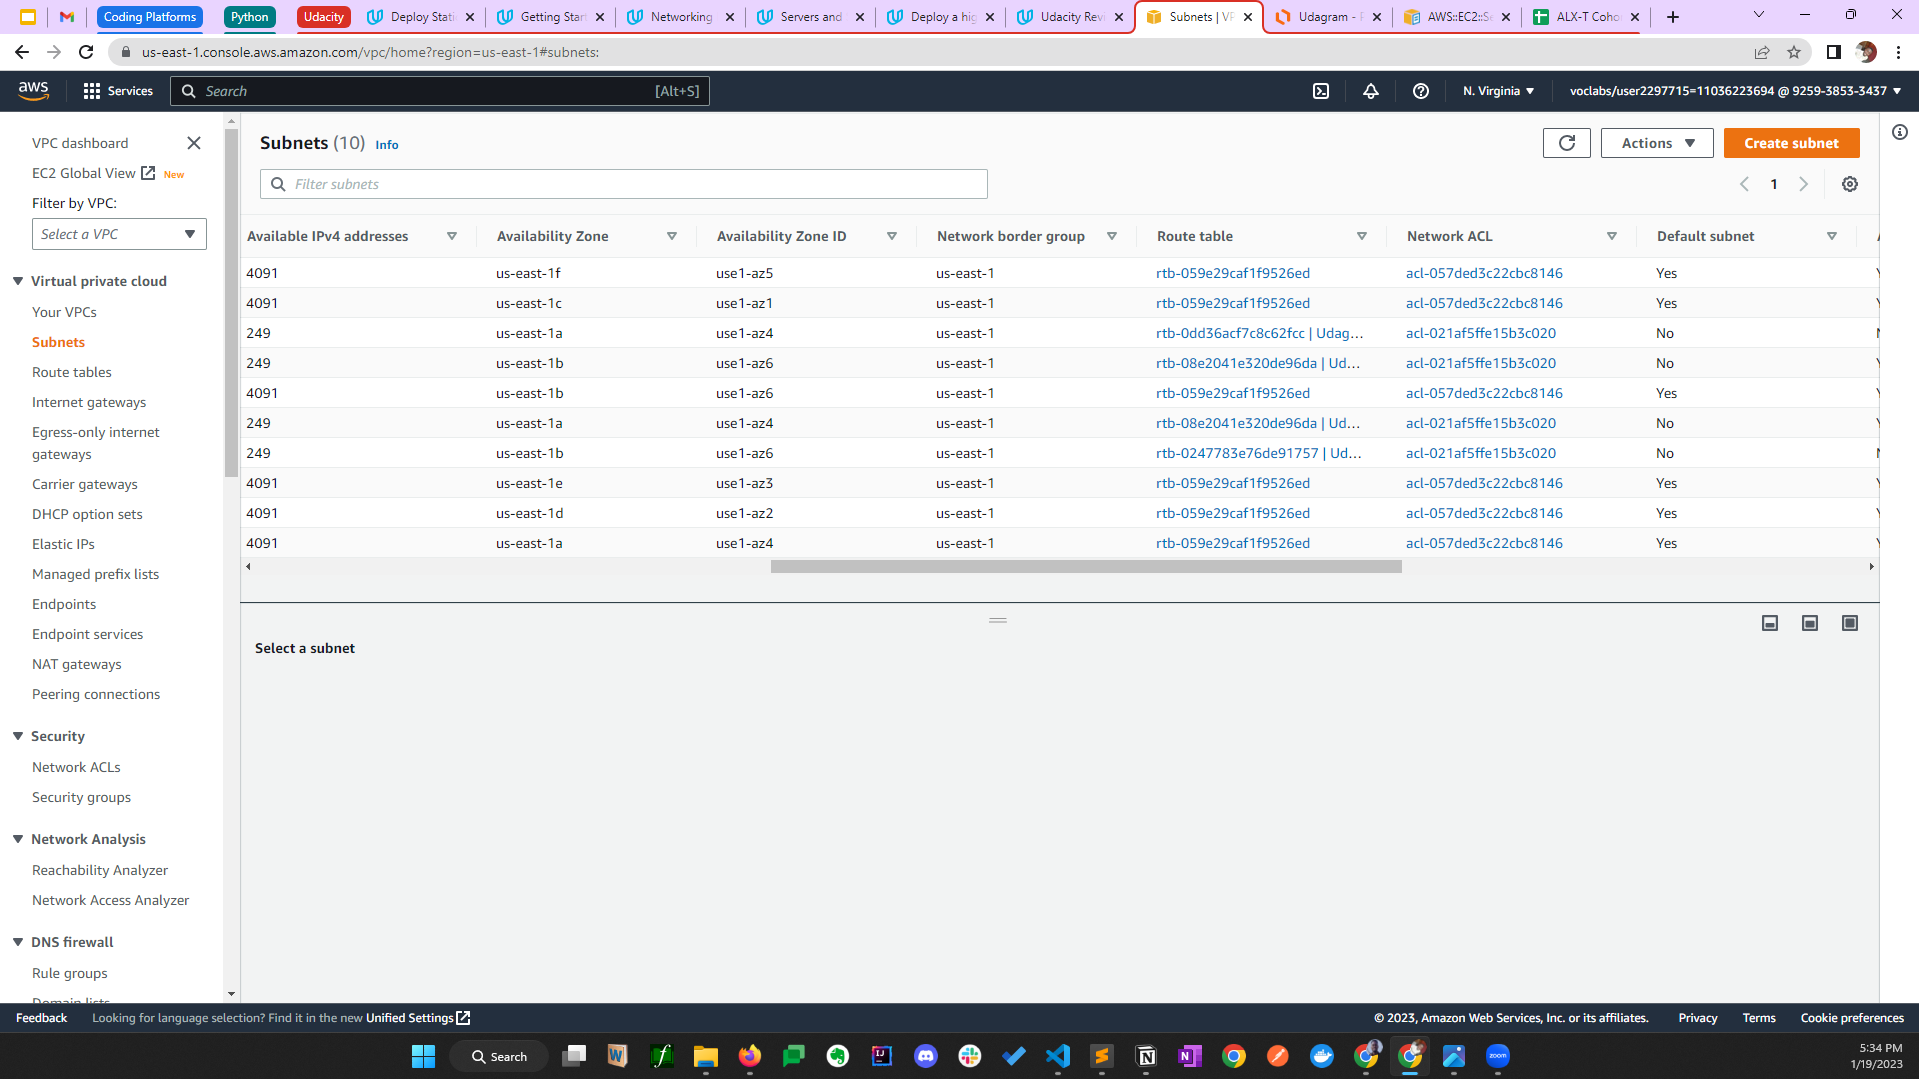 Coding Platforms Python Udacity Deploy Stati Getting Start Networking Servers and Deploy a hig Udacity Revi Subnets | VP Udagram - P AWS::EC2::Se ALX-T Coho
us-east-1.console.aws.amazon.com/vpc/home?region=us-east-1#subnets:
aws Services Search [Alt+S] N. Virginia voclabs/user2297715=11036223694 @ 9259-3853-3437
VPC dashboard
EC2 Global View New
Filter by VPC:
Select a VPC
Virtual private cloud
Your VPCs
Subnets
Route tables
Internet gateways
Egress-only internet
gateways
Carrier gateways
DHCP option sets
Elastic IPs
Managed prefix lists
Endpoints
Endpoint services
NAT gateways
Peering connections
Security
Network ACLs
Security groups
Network Analysis
Reachability Analyzer
Network Access Analyzer
DNS firewall
Rule groups
Domain lists
Subnets (10) Info Actions Create subnet
Filter subnets 1
Available IPv4 addresses Availability Zone Availability Zone ID Network border group Route table Network ACL Default subnet
4091 us-east-1f use1-az5 us-east-1 rtb-059e29caf1f9526ed acl-057ded3c22cbc8146 Yes
4091 us-east-1c use1-az1 us-east-1 rtb-059e29caf1f9526ed acl-057ded3c22cbc8146 Yes
249 us-east-1a use1-az4 us-east-1 rtb-0dd36acf7c8c62fcc | Udag... acl-021af5ffe15b3c020 No
249 us-east-1b use1-az6 us-east-1 rtb-08e2041e320de96da | Ud... acl-021af5ffe15b3c020 No
4091 us-east-1b use1-az6 us-east-1 rtb-059e29caf1f9526ed acl-057ded3c22cbc8146 Yes
249 us-east-1a use1-az4 us-east-1 rtb-08e2041e320de96da | Ud... acl-021af5ffe15b3c020 No
249 us-east-1b use1-az6 us-east-1 rtb-0247783e76de91757 | Ud... acl-021af5ffe15b3c020 No
4091 us-east-1e use1-az3 us-east-1 rtb-059e29caf1f9526ed acl-057ded3c22cbc8146 Yes
4091 us-east-1d use1-az2 us-east-1 rtb-059e29caf1f9526ed acl-057ded3c22cbc8146 Yes
4091 us-east-1a use1-az4 us-east-1 rtb-059e29caf1f9526ed acl-057ded3c22cbc8146 Yes
Select a subnet
Feedback Looking for language selection? Find it in the new Unified Settings © 2023, Amazon Web Services, Inc. or its affiliates. Privacy Terms Cookie preferences
Search
5:34 PM
1/19/2023